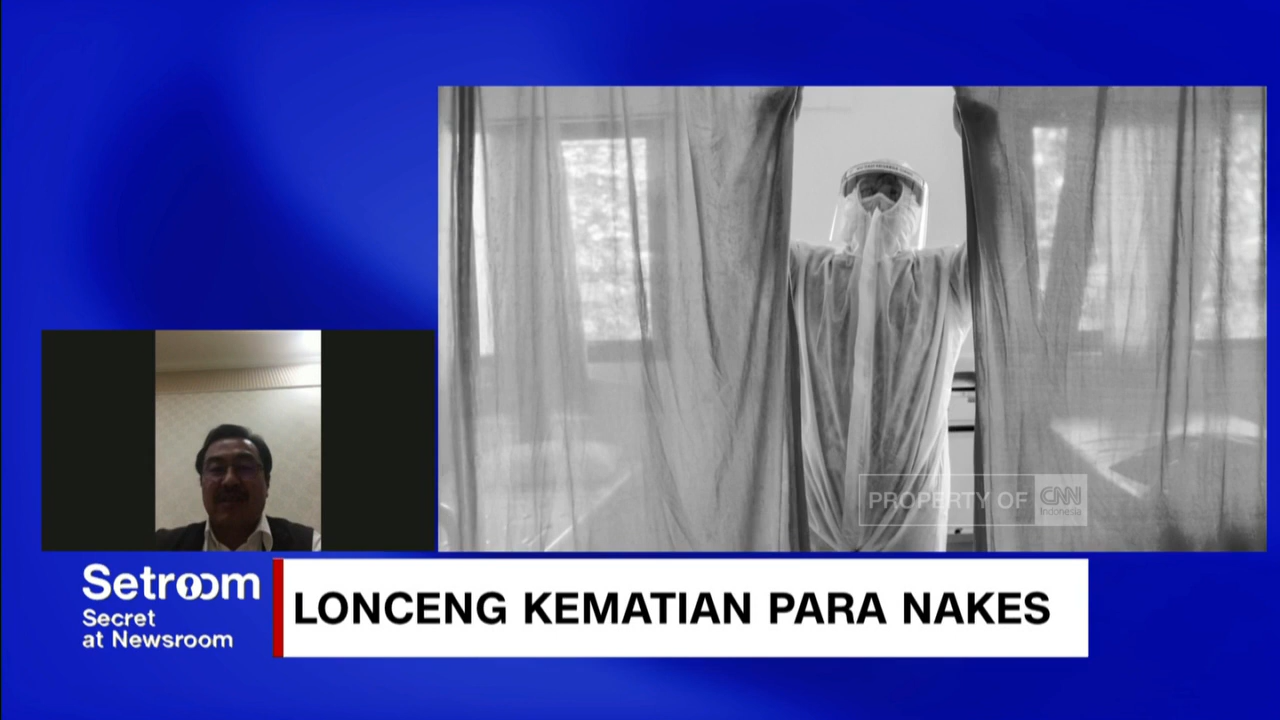 PROPERTY OF CNN
Indonesia
Setroom
Secret
at Newsroom
LONCENG KEMATIAN PARA NAKES